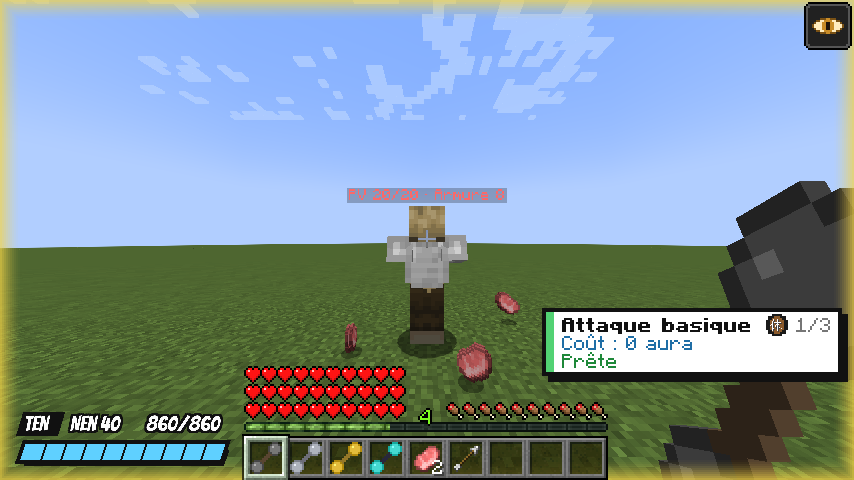 Attaque basique 1/3
Coût : 0 aura
Prête
TEN NEN 40 860/860
4
2